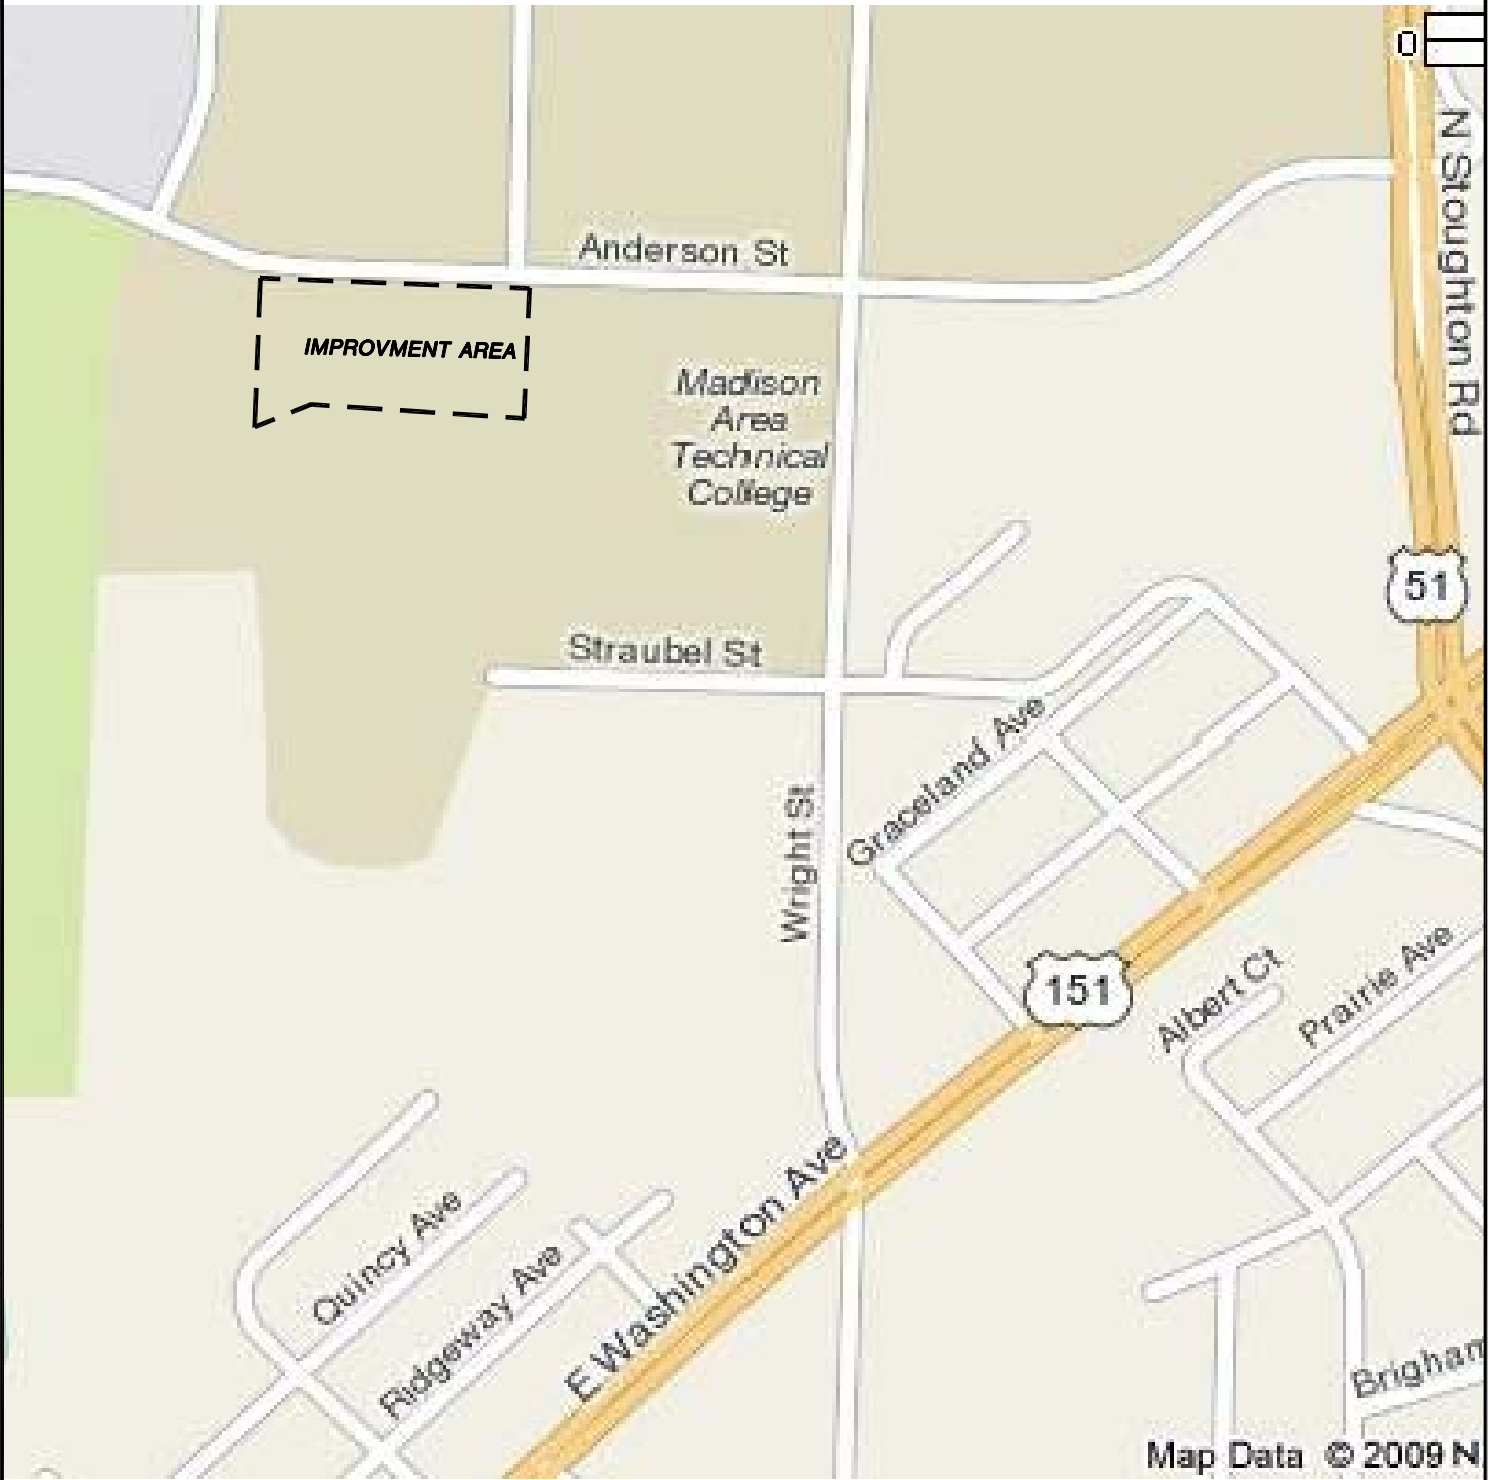 0
N Stoughton Rd
Anderson St
IMPROVMENT AREA
Madison
Area
Technical
College
51
Straubel St
Graceland Ave
Wright St
151
Albert Ct
Prairie Ave
Quincy Ave
Ridgeway Ave
E Washington Ave
Brigham
Map Data © 2009 N